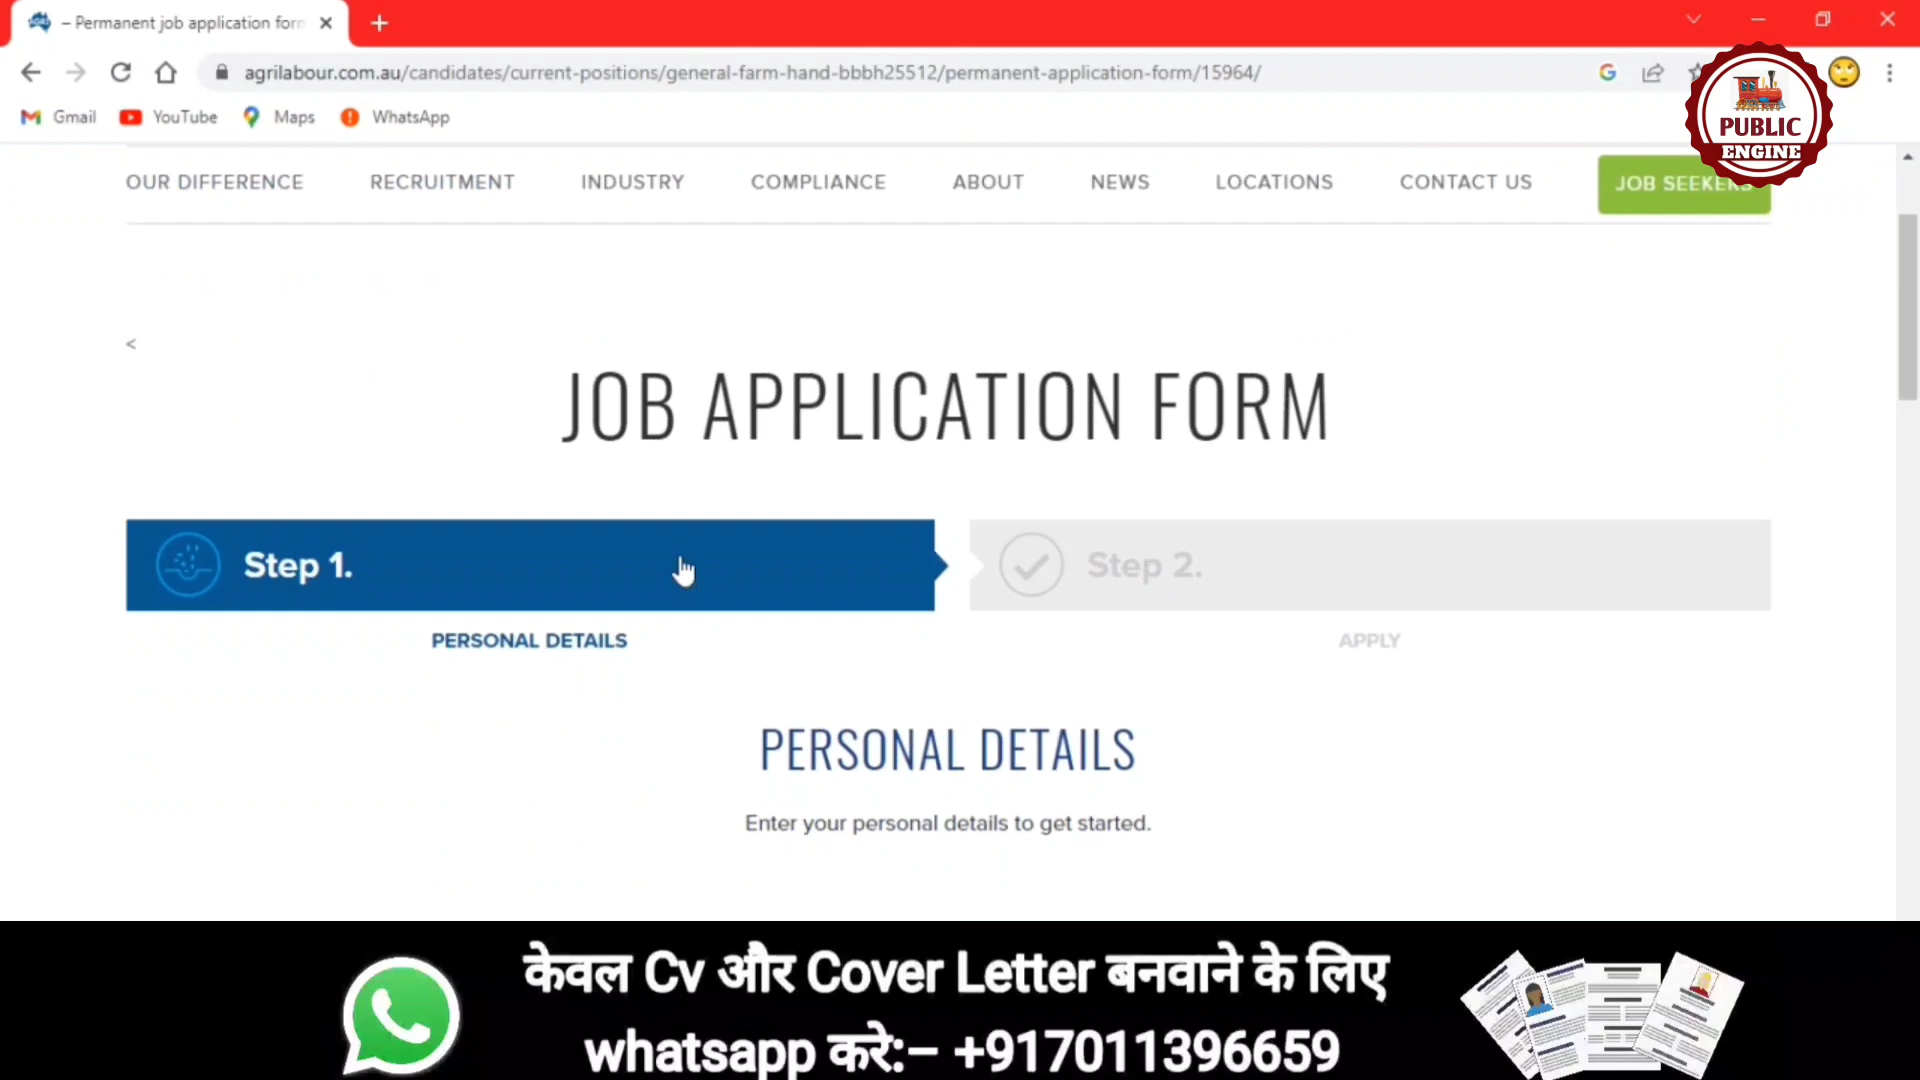 – Permanent job application form
agrilabour.com.au/candidates/current-positions/general-farm-hand-bbbh25512/permanent-application-form/15964/
Gmail YouTube Maps WhatsApp
PUBLIC
ENGINE
OUR DIFFERENCE RECRUITMENT INDUSTRY COMPLIANCE ABOUT NEWS LOCATIONS CONTACT US JOB SEEKERS
<
JOB APPLICATION FORM
Step 1. Step 2.
PERSONAL DETAILS APPLY
PERSONAL DETAILS
Enter your personal details to get started.
केवल Cv और Cover Letter बनवाने के लिए
whatsapp करे:– +917011396659